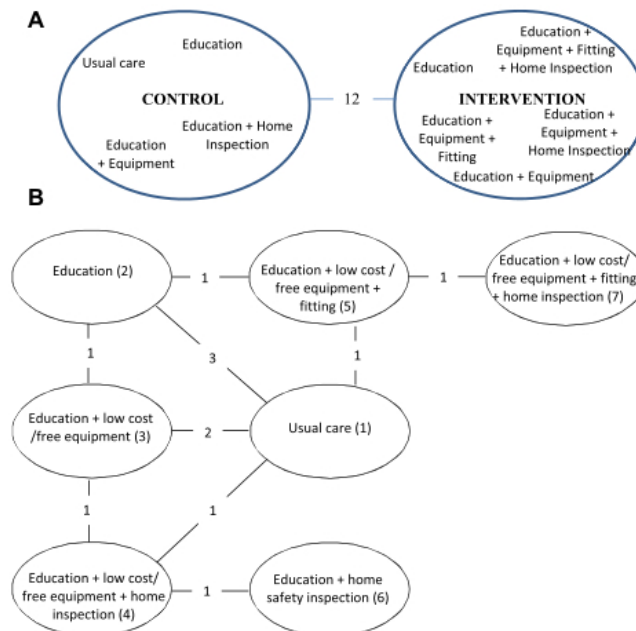 A
Education
Usual care
CONTROL
Education
+ Equipment
Education + Home
Inspection
12
Education +
Equipment + Fitting
+ Home Inspection
Education
INTERVENTION
Education +
Equipment +
Fitting
Education +
Equipment +
Home Inspection
Education + Equipment
B
Education (2)
1
Education + low cost /
free equipment +
fitting (5)
1
Education + low cost/
free equipment + fitting
+ home inspection (7)
1
3
1
Education + low cost
/free equipment (3)
2
Usual care (1)
1
1
Education + low cost/
free equipment + home
inspection (4)
1
Education + home
safety inspection (6)